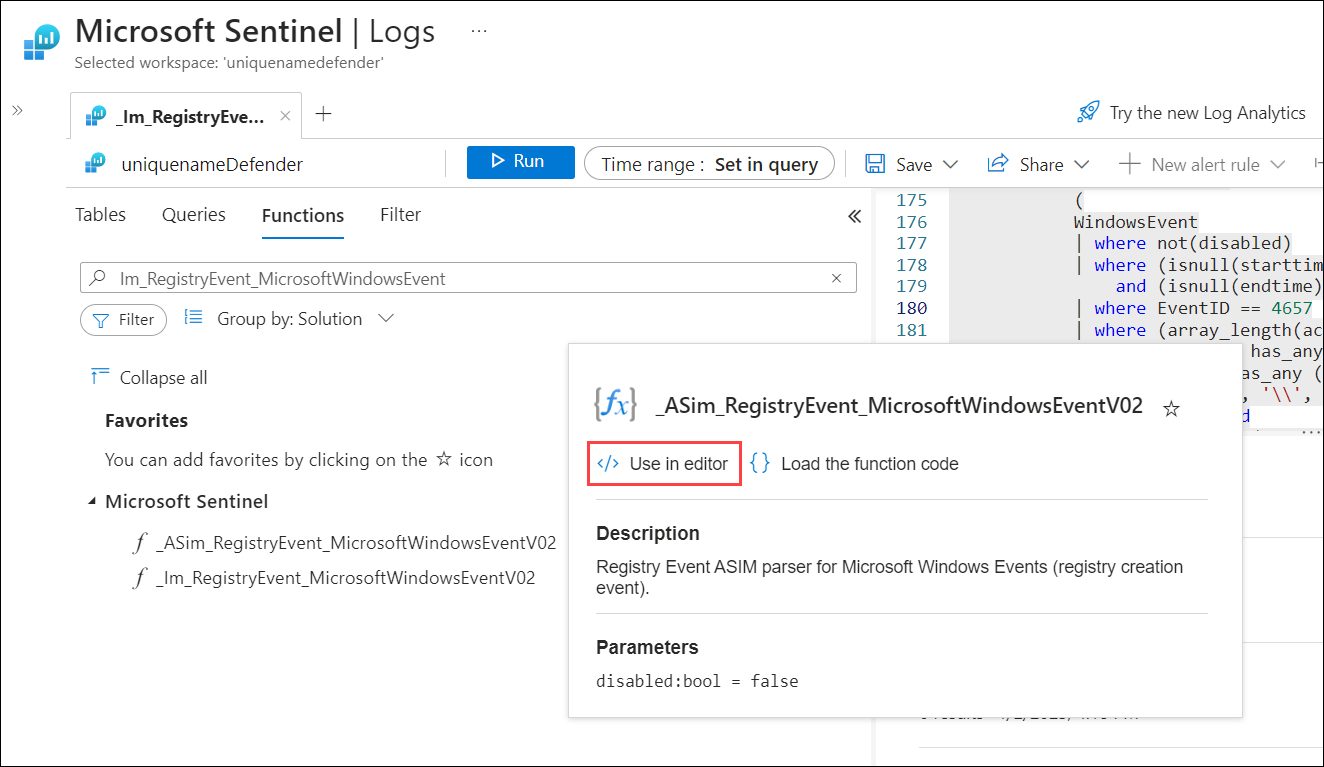 Microsoft Sentinel | Logs ...
Selected workspace: 'uniquenamedefender'
_Im_RegistryEve...
Try the new Log Analytics
uniquenameDefender
Run
Time range : Set in query
Save
Share
New alert rule
Tables
Queries
Functions
Filter
Im_RegistryEvent_MicrosoftWindowsEvent
Filter
Group by: Solution
Collapse all
Favorites
You can add favorites by clicking on the ☆ icon
Microsoft Sentinel
f _ASim_RegistryEvent_MicrosoftWindowsEventV02
f _Im_RegistryEvent_MicrosoftWindowsEventV02
175 (
176 WindowsEvent
177 | where not(disabled)
178 | where (isnull(starttim
179 and (isnull(endtime)
180 | where EventID == 4657
181 | where (array_length(ac
has_any
as_any (
, '\\',
d
{fx} _ASim_RegistryEvent_MicrosoftWindowsEventV02 ☆
</> Use in editor
{} Load the function code
Description
Registry Event ASIM parser for Microsoft Windows Events (registry creation
event).
Parameters
disabled:bool = false